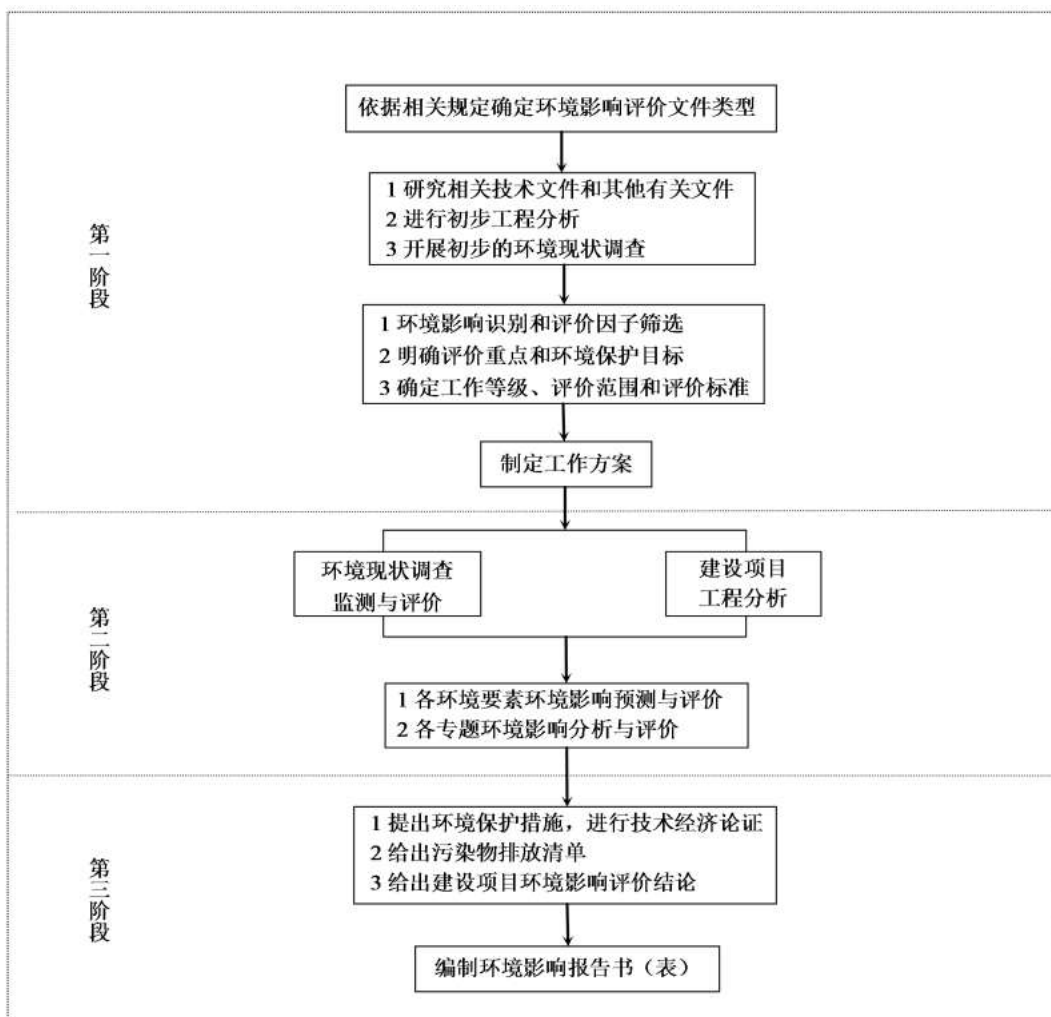 依据相关规定确定环境影响评价文件类型
1 研究相关技术文件和其他有关文件
2 进行初步工程分析
3 开展初步的环境现状调查
第一阶段
1 环境影响识别和评价因子筛选
2 明确评价重点和环境保护目标
3 确定工作等级、评价范围和评价标准
制定工作方案
环境现状调查
监测与评价
建设项目
工程分析
第二阶段
1 各环境要素环境影响预测与评价
2 各专题环境影响分析与评价
1 提出环境保护措施，进行技术经济论证
2 给出污染物排放清单
3 给出建设项目环境影响评价结论
第三阶段
编制环境影响报告书（表）